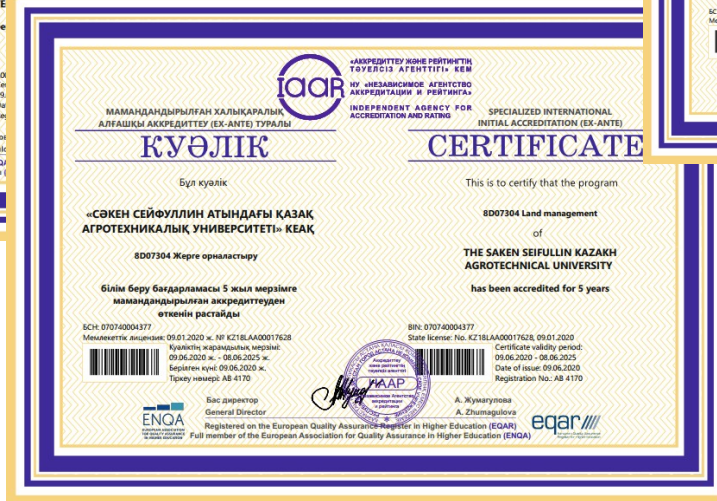 IaaR
«АККРЕДИТТЕУ ЖӘНЕ РЕЙТИНГТІҢ
ТӘУЕЛСІЗ АГЕНТТІГІ» КЕМ
НУ «НЕЗАВИСИМОЕ АГЕНТСТВО
АККРЕДИТАЦИИ И РЕЙТИНГА»
INDEPENDENT AGENCY FOR
ACCREDITATION AND RATING
МАМАНДАНДЫРЫЛҒАН ХАЛЫҚАРАЛЫҚ
АЛҒАШҚЫ АККРЕДИТТЕУ (EX-ANTE) ТУРАЛЫ
КУӘЛІК
Бұл куәлік
«СӘКЕН СЕЙФУЛЛИН АТЫНДАҒЫ ҚАЗАҚ
АГРОТЕХНИКАЛЫҚ УНИВЕРСИТЕТІ» КЕАҚ
8D07304 Жерге орналастыру
білім беру бағдарламасы 5 жыл мерзімге
мамандандырылған аккредиттеуден
өткенін растайды
БСН: 070740004377
Мемлекеттік лицензия: 09.01.2020 ж. № KZ18LAA00017628
Куәліктің жарамдылық мерзімі:
09.06.2020 ж. - 08.06.2025 ж.
Берілген күні: 09.06.2020 ж.
Тіркеу нөмері: AB 4170
SPECIALIZED INTERNATIONAL
INITIAL ACCREDITATION (EX-ANTE)
CERTIFICATE
This is to certify that the program
8D07304 Land management
of
THE SAKEN SEIFULLIN KAZAKH
AGROTECHNICAL UNIVERSITY
has been accredited for 5 years
BIN: 070740004377
State license: No. KZ18LAA00017628, 09.01.2020
Certificate validity period:
09.06.2020 - 08.06.2025
Date of issue: 09.06.2020
Registration No.: AB 4170
Бас директор
General Director
А. Жумагулова
A. Zhumagulova
ENQA
eqar
Registered on the European Quality Assurance Register in Higher Education (EQAR)
Full member of the European Association for Quality Assurance in Higher Education (ENQA)